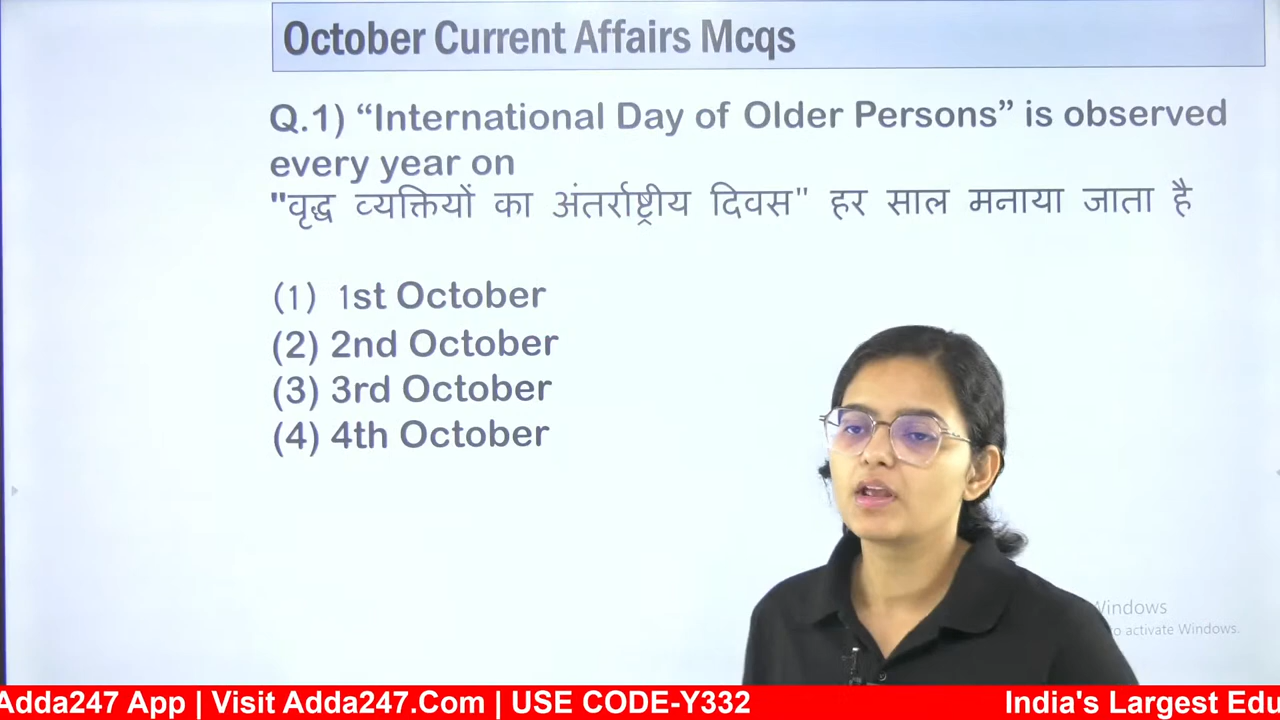 October Current Affairs Mcqs
Q.1) “International Day of Older Persons” is observed
every year on
"वृद्ध व्यक्तियों का अंतर्राष्ट्रीय दिवस" हर साल मनाया जाता है
(1) 1st October
(2) 2nd October
(3) 3rd October
(4) 4th October
Windows
to activate Windows.
Adda247 App | Visit Adda247.Com | USE CODE-Y332 India's Largest Edu